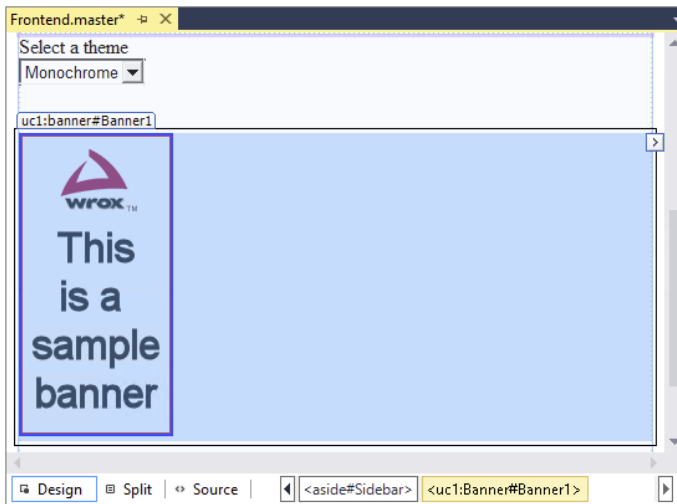 Frontend.master*
Select a theme
Monochrome
uc1:banner#Banner1
wrox TM
This
is a
sample
banner
Design Split Source <aside#Sidebar> <uc1:Banner#Banner1>